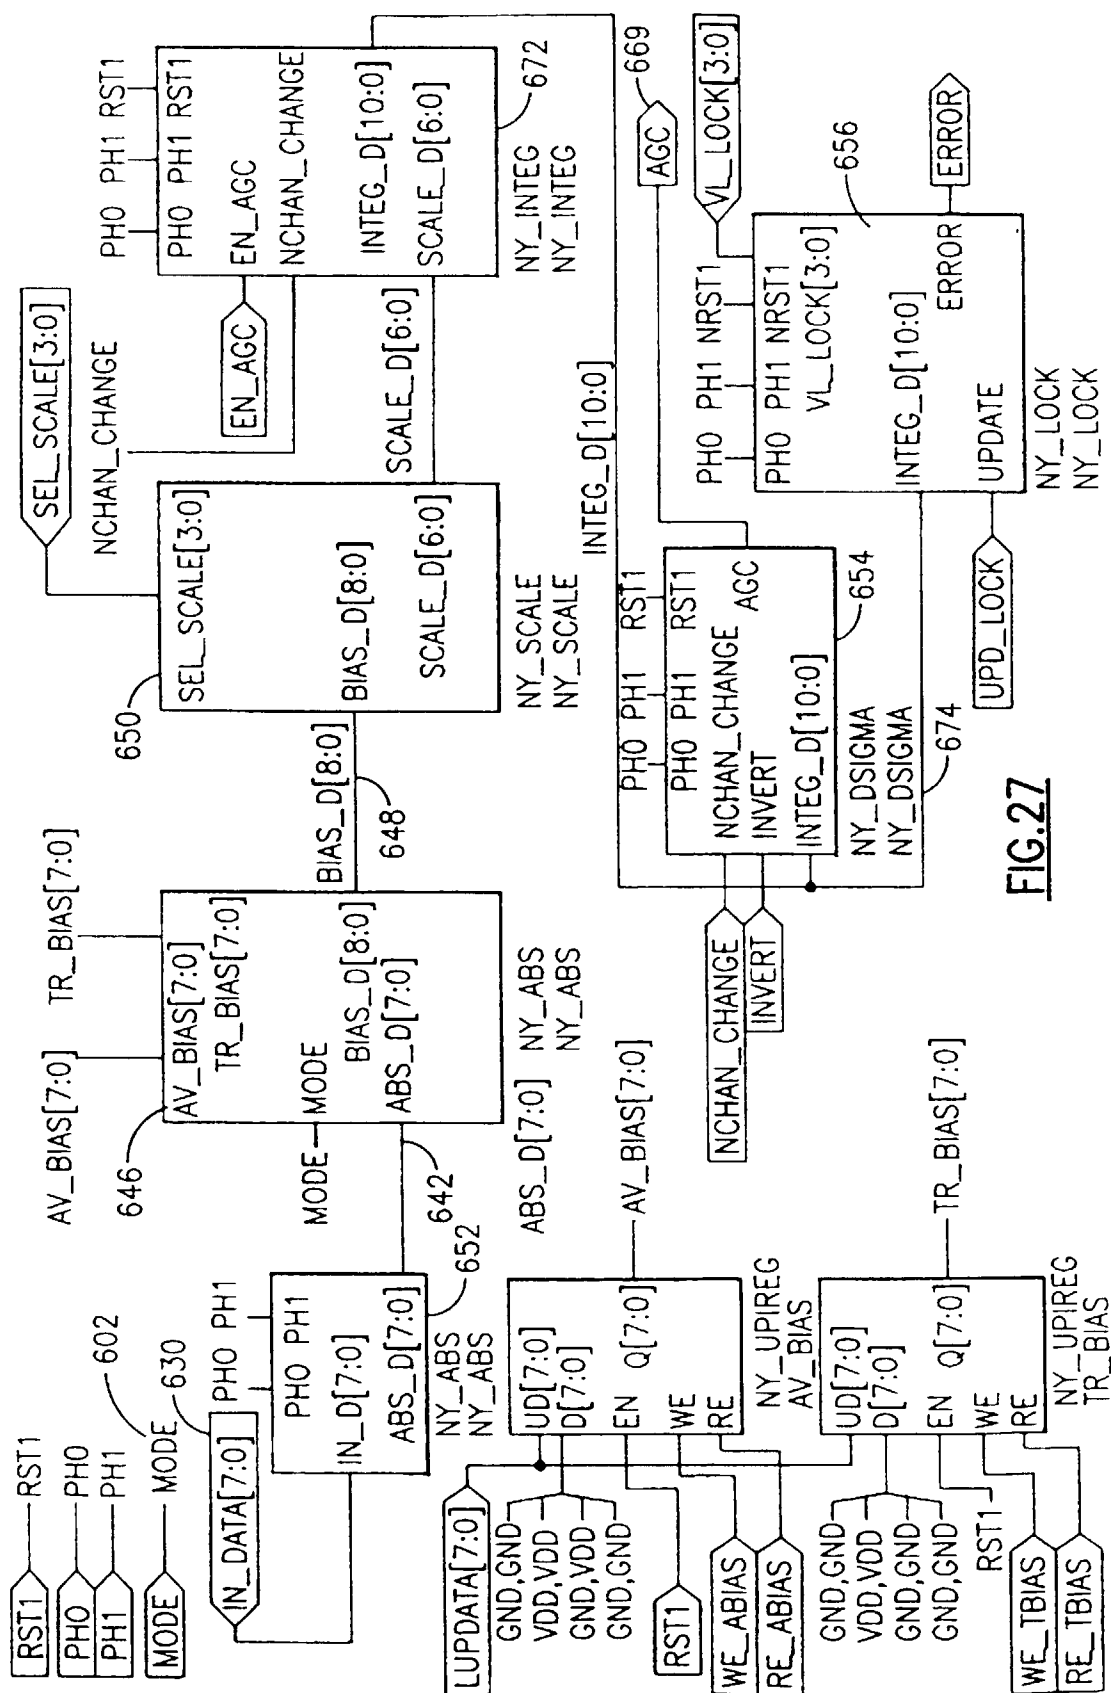 RST1
RST1
PH0
PH0
PH1
PH1
MODE
MODE
602
630
IN_DATA[7:0]
PH0 PH1
PH0 PH1
IN_D[7:0]
ABS_D[7:0]
NY_ABS
NY_ABS
652
642
AV_BIAS[7:0]
TR_BIAS[7:0]
646
AV_BIAS[7:0]
TR_BIAS[7:0]
MODE
MODE
BIAS_D[8:0]
ABS_D[7:0]
ABS_D[7:0]
NY_ABS
NY_ABS
BIAS_D[8:0]
648
650
SEL_SCALE[3:0]
SEL_SCALE[3:0]
BIAS_D[8:0]
SCALE_D[6:0]
NY_SCALE
NY_SCALE
NCHAN_CHANGE
EN_AGC
SCALE_D[6:0]
PH0 PH1 RST1
PH0 PH1 RST1
EN_AGC
NCHAN_CHANGE
INTEG_D[10:0]
SCALE_D[6:0]
672
NY_INTEG
NY_INTEG
LUPDATA[7:0]
GND,GND
VDD,VDD
GND,VDD
GND,GND
RST1
WE_ABIAS
RE_ABIAS
UD[7:0]
D[7:0]
EN
Q[7:0]
WE
RE
AV_BIAS[7:0]
NY_UPIREG
AV_BIAS
GND,GND
VDD,VDD
GND,GND
GND,GND
RST1
WE_TBIAS
RE_TBIAS
UD[7:0]
D[7:0]
EN
Q[7:0]
WE
RE
TR_BIAS[7:0]
NY_UPIREG
TR_BIAS
INTEG_D[10:0]
PH0 PH1 RST1
PH0 PH1 RST1
NCHAN_CHANGE
AGC
INVERT
INTEG_D[10:0]
NCHAN_CHANGE
INVERT
654
NY_DSIGMA
NY_DSIGMA
674
669
AGC
VL_LOCK[3:0]
PH0 PH1 NRST1
PH0 PH1 NRST1
VL_LOCK[3:0]
656
INTEG_D[10:0]
ERROR
ERROR
UPDATE
UPD_LOCK
NY_LOCK
NY_LOCK
FIG.27